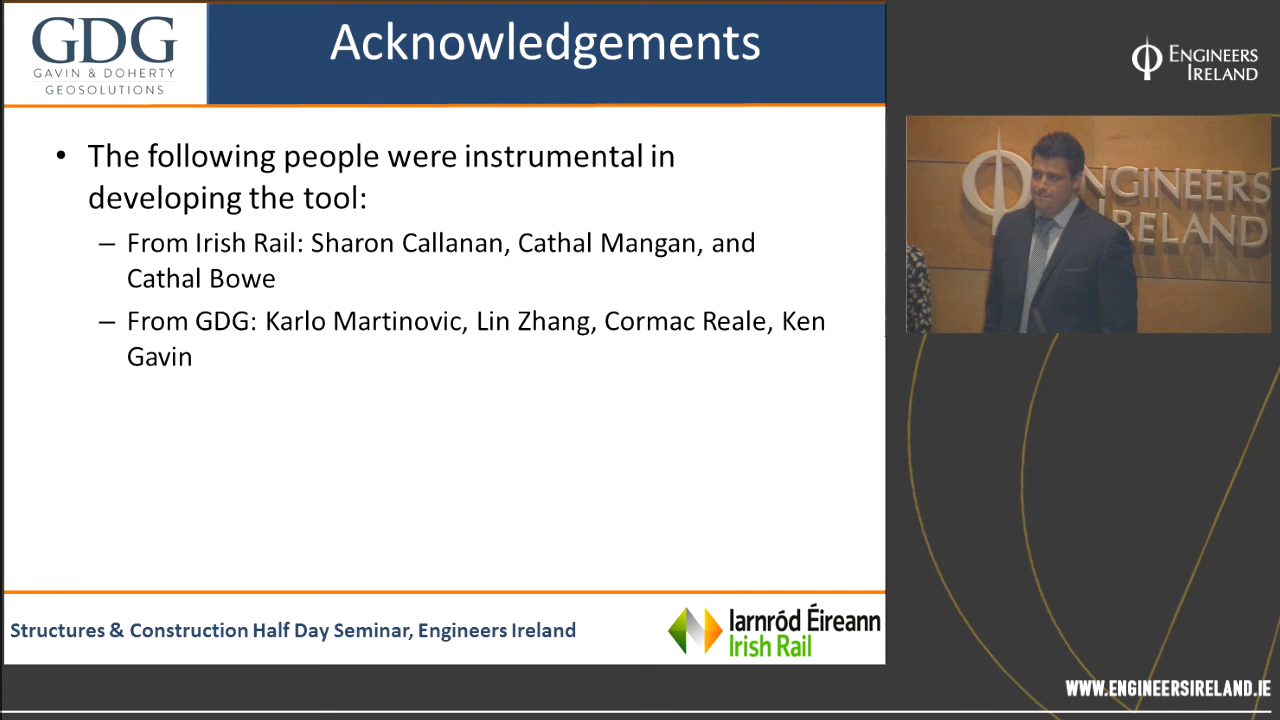 GDG
GAVIN & DOHERTY
GEOSOLUTIONS
Acknowledgements
• The following people were instrumental in
developing the tool:
– From Irish Rail: Sharon Callanan, Cathal Mangan, and
Cathal Bowe
– From GDG: Karlo Martinovic, Lin Zhang, Cormac Reale, Ken
Gavin
Structures & Construction Half Day Seminar, Engineers Ireland
Iarnród Éireann
Irish Rail
ENGINEERS
IRELAND
ENGINEERS
IRELAND
WWW.ENGINEERSIRELAND.IE